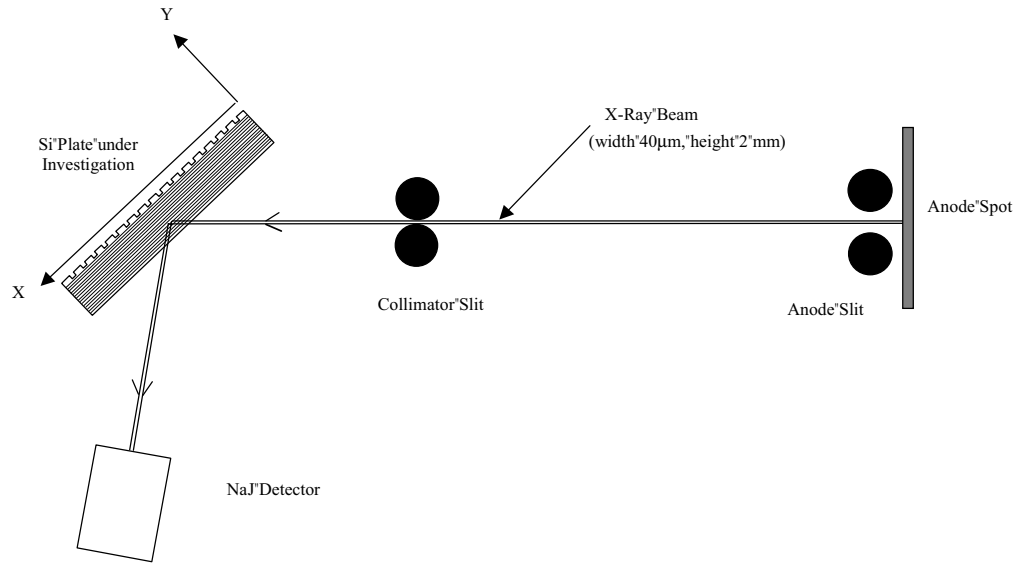 Y
Si"Plate"under
Investigation
X-Ray"Beam
(width"40μm,"height"2"mm)
Anode"Spot
X
Collimator"Slit
Anode"Slit
NaJ"Detector